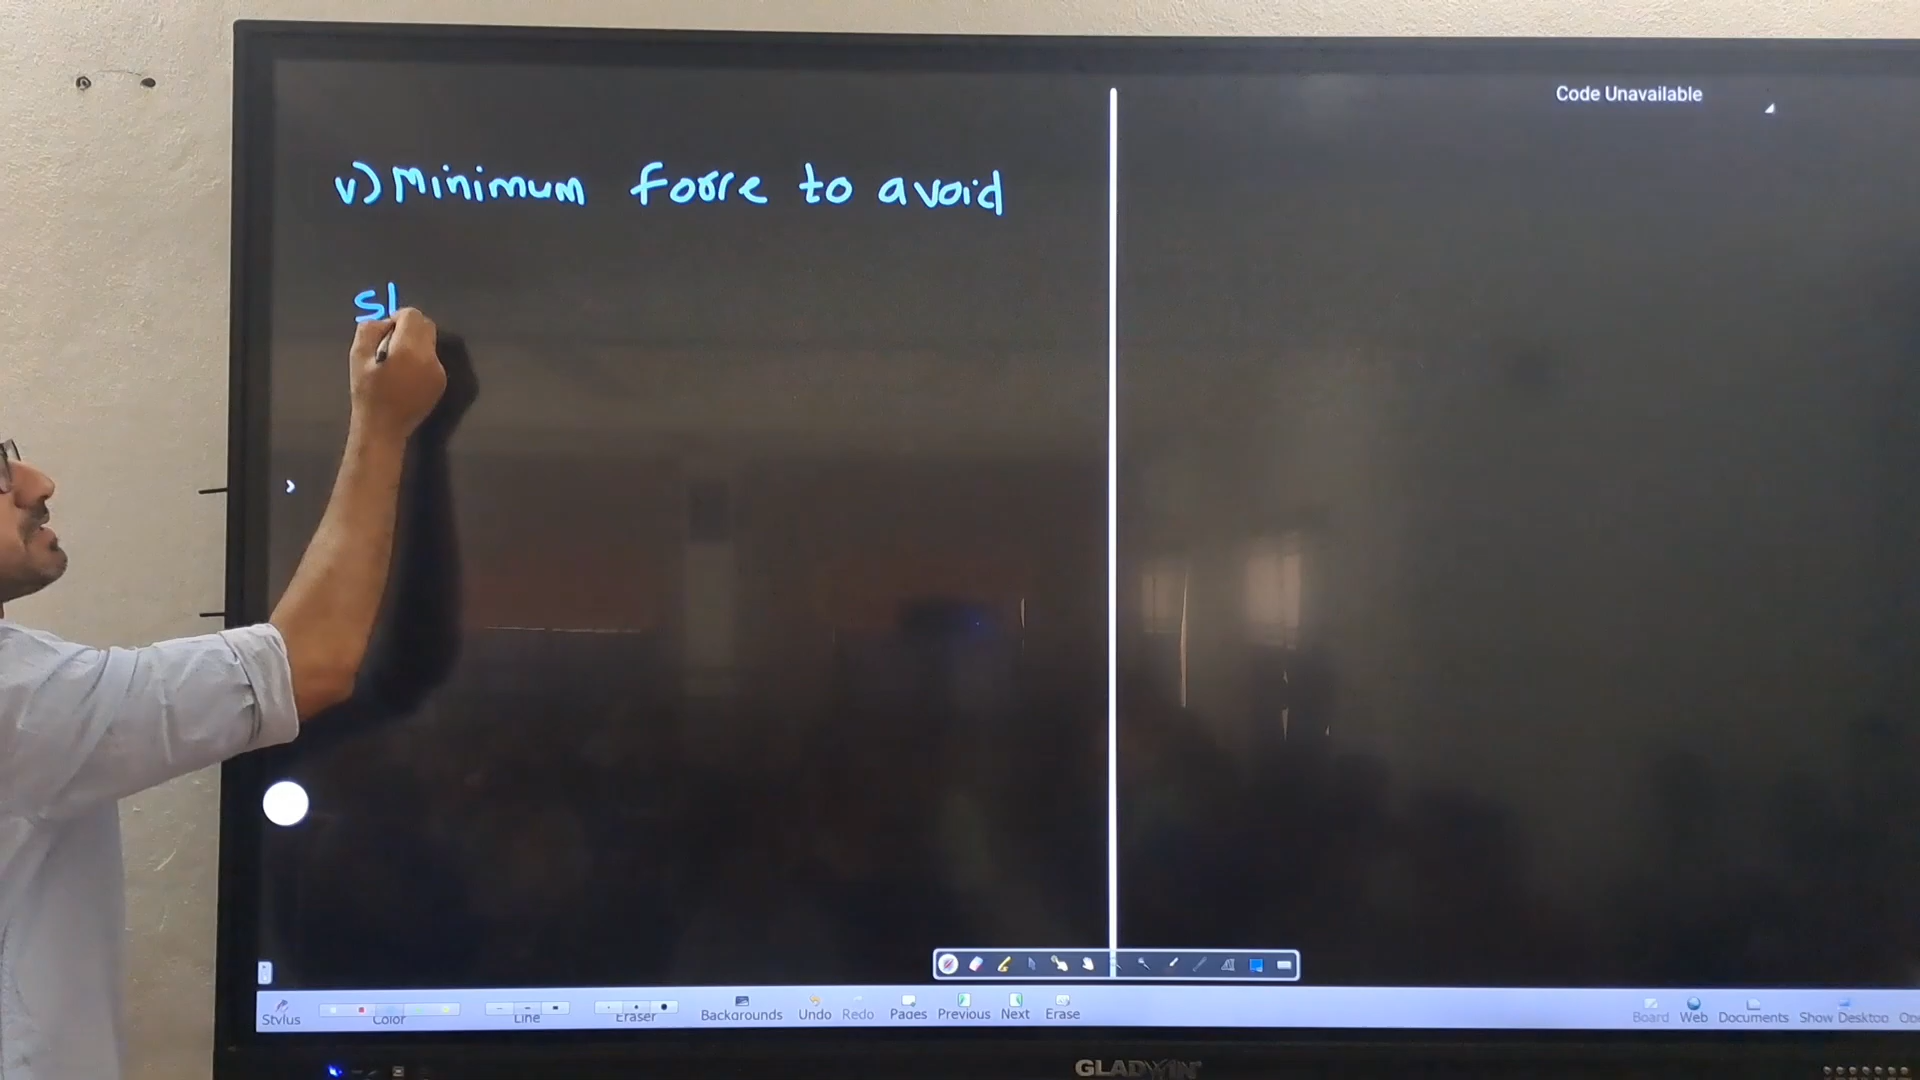 Code Unavailable
v) Minimum force to avoid
sl
Stylus Color Line Eraser Backgrounds Undo Redo Pages Previous Next Erase Board Web Documents Show Desktop
GLADWIN